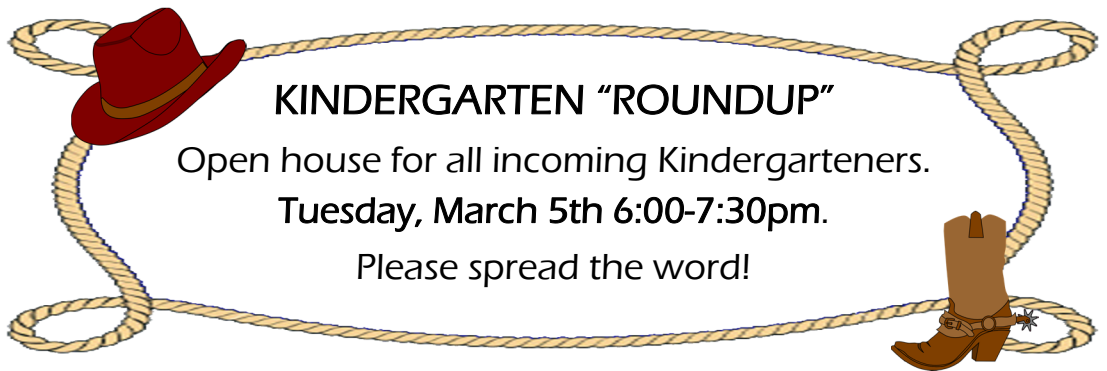 KINDERGARTEN “ROUNDUP”
Open house for all incoming Kindergarteners.
Tuesday, March 5th 6:00-7:30pm.
Please spread the word!